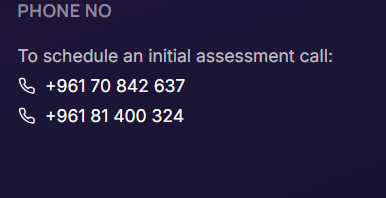 PHONE NO
To schedule an initial assessment call:
+961 70 842 637
+961 81 400 324